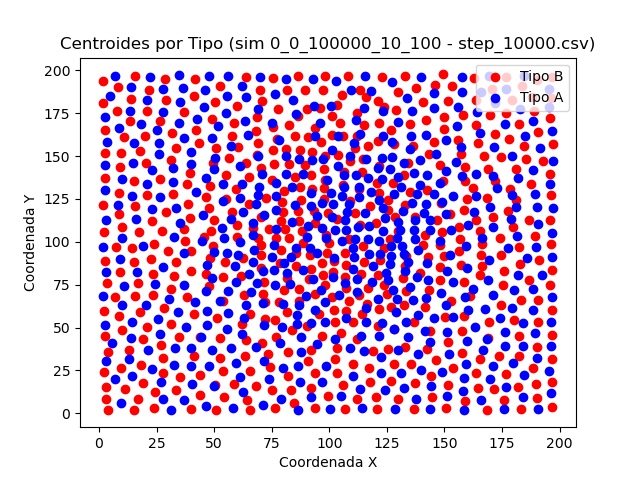 Centroides por Tipo (sim 0_0_100000_10_100 - step_10000.csv)
Tipo B
Tipo A
200
175
150
125
100
75
50
25
0
Coordenada Y
0 25 50 75 100 125 150 175 200
Coordenada X